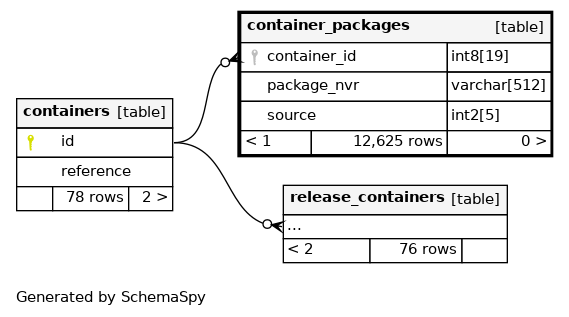 container_packages [table]
container_id int8[19]
package_nvr varchar[512]
source int2[5]
< 1 12,625 rows 0 >
containers [table]
id
reference
78 rows 2 >
release_containers [table]
...
< 2 76 rows
Generated by SchemaSpy